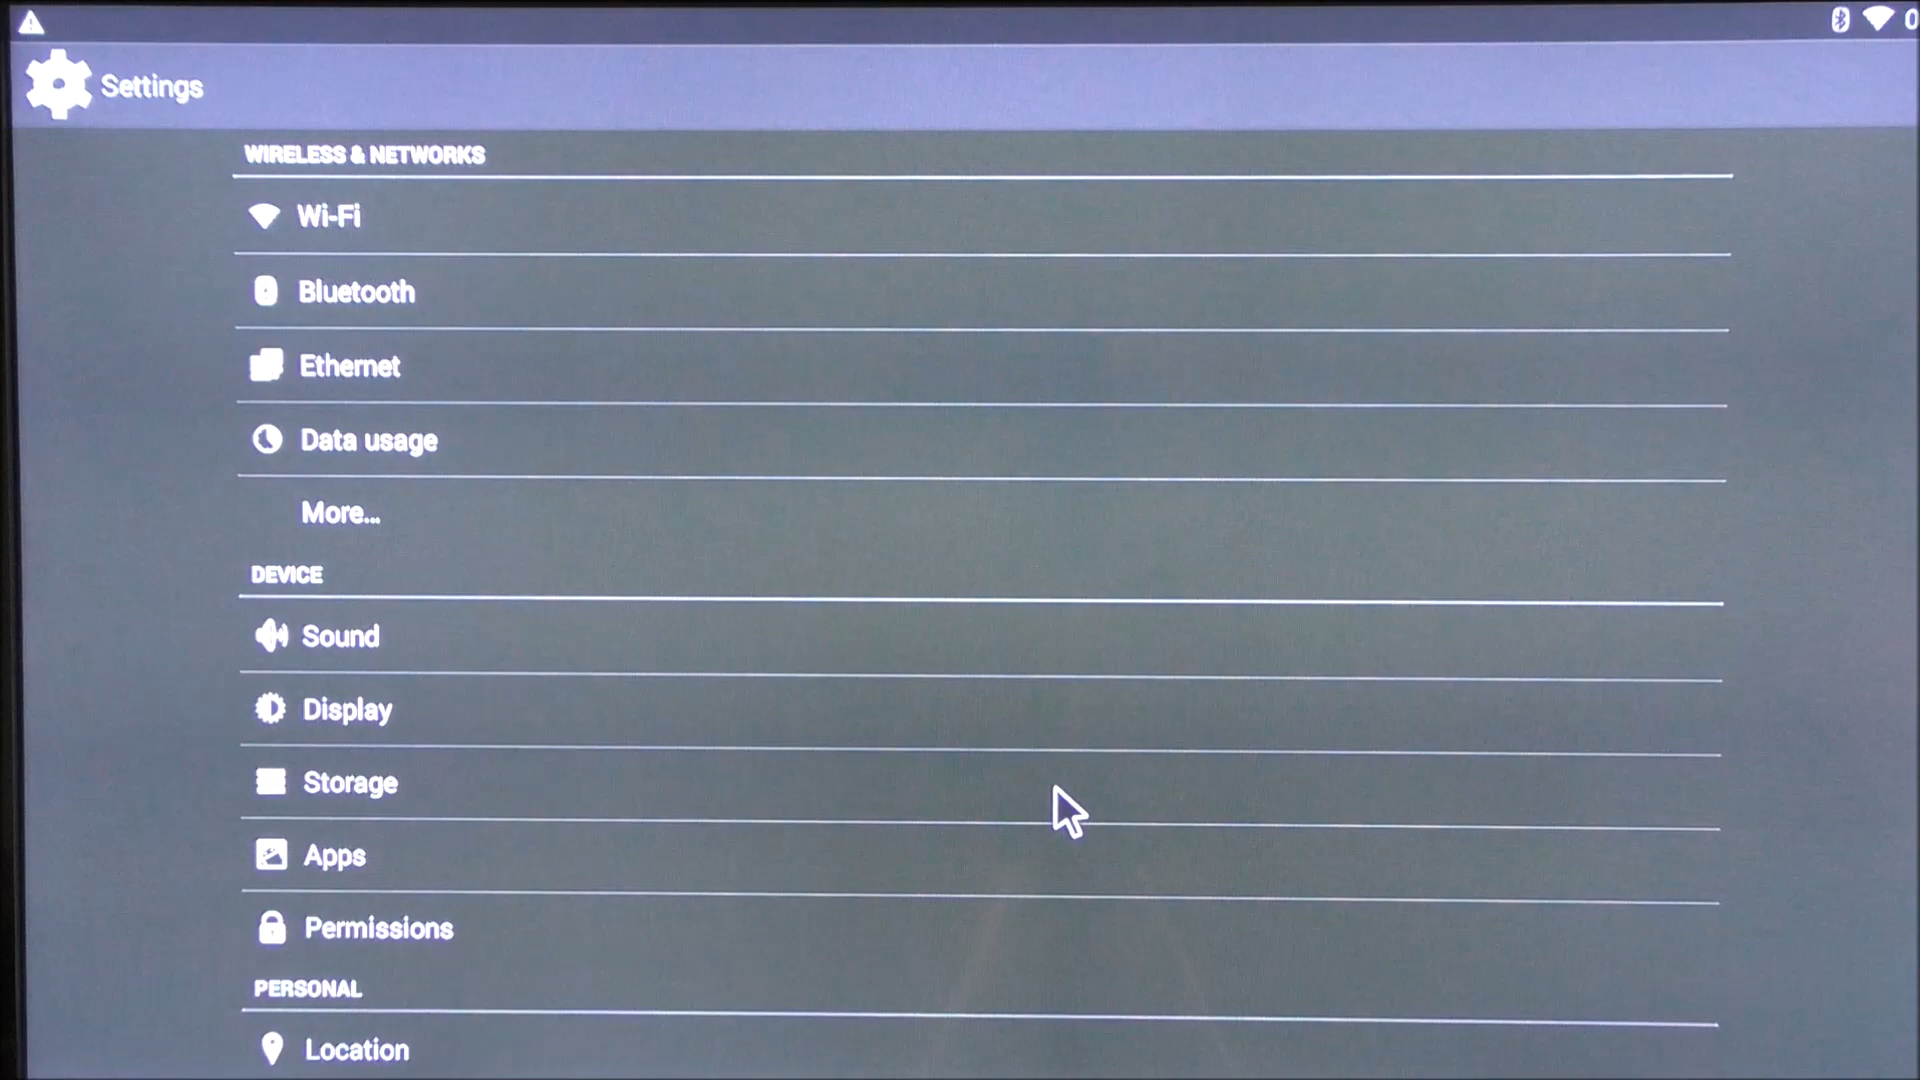 Settings
WIRELESS & NETWORKS
Wi-Fi
Bluetooth
Ethernet
Data usage
More...
DEVICE
Sound
Display
Storage
Apps
Permissions
PERSONAL
Location